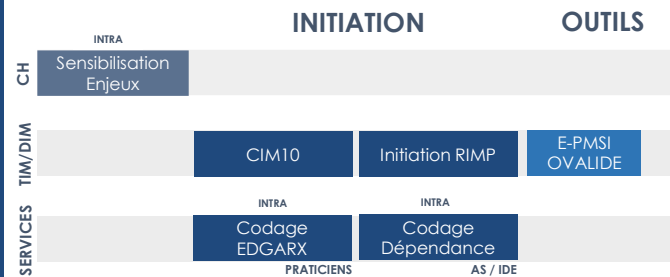 INITIATION
OUTILS
INTRA
CH
Sensibilisation
Enjeux
TIM/DIM
CIM10
Initiation RIMP
E-PMSI
OVALIDE
SERVICES
INTRA
INTRA
Codage
EDGARX
Codage
Dépendance
PRATICIENS
AS / IDE